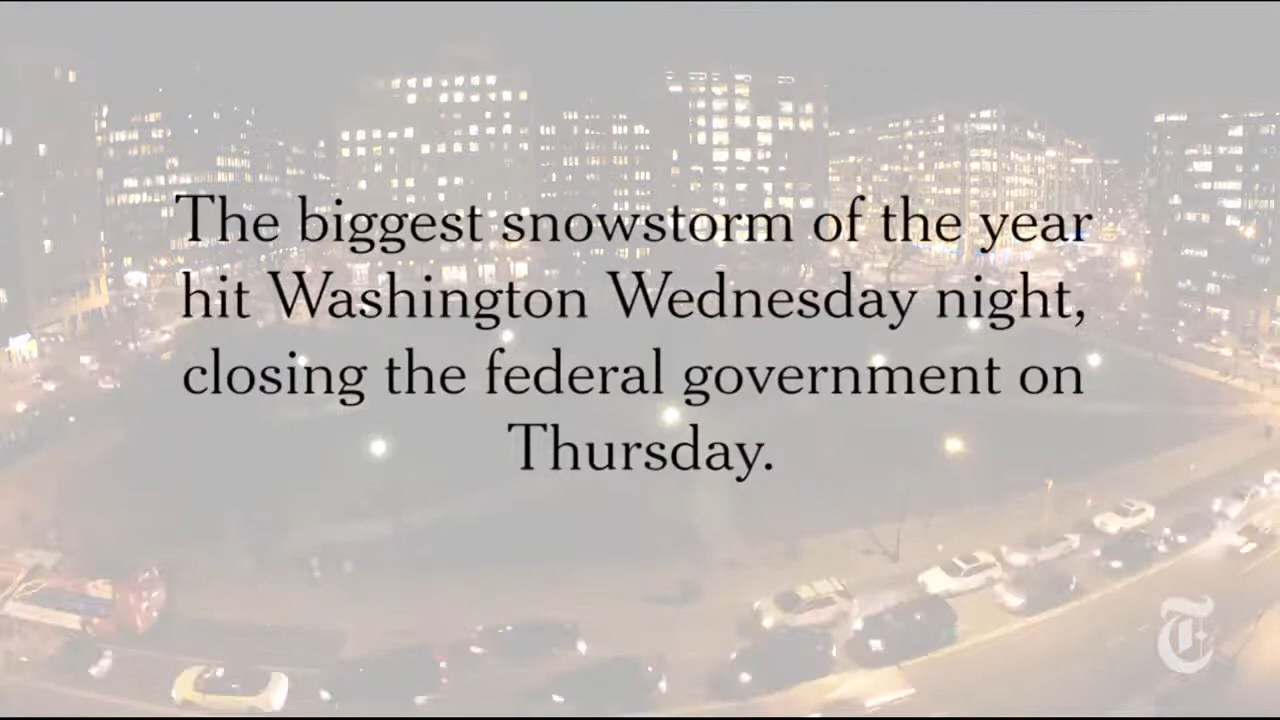 The biggest snowstorm of the year
hit Washington Wednesday night,
closing the federal government on
Thursday.
T